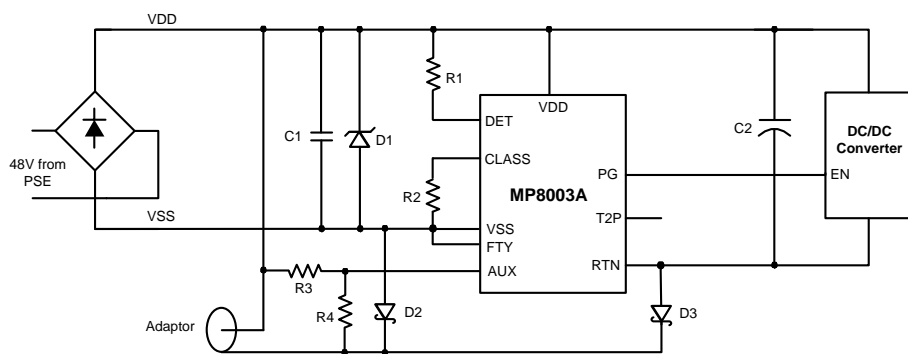 VDD
R1
VDD
DET
C1
D1
C2
DC/DC
Converter
48V from
PSE
CLASS
R2
MP8003A
PG
EN
T2P
VSS
VSS
FTY
AUX
RTN
R3
R4
D2
D3
Adaptor